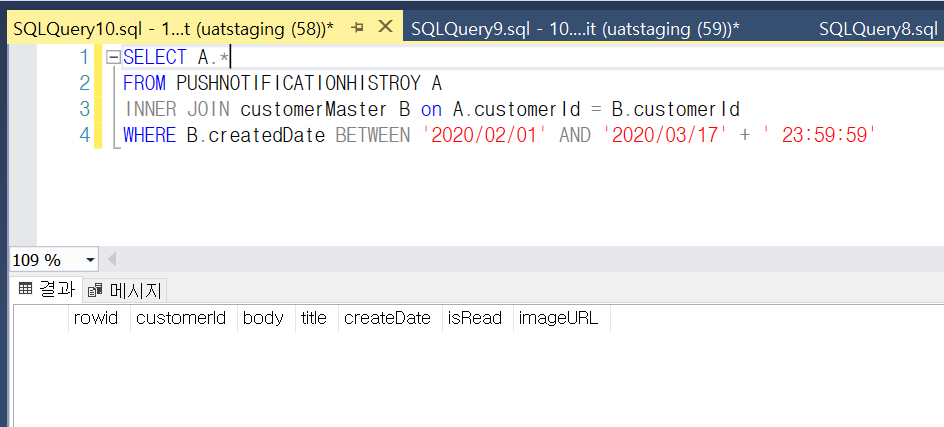 SQLQuery10.sql - 1...t (uatstaging (58))* SQLQuery9.sql - 10....it (uatstaging (59))* SQLQuery8.sql
1 SELECT A.*
2 FROM PUSHNOTIFICATIONHISTROY A
3 INNER JOIN customerMaster B on A.customerId = B.customerId
4 WHERE B.createdDate BETWEEN '2020/02/01' AND '2020/03/17' + ' 23:59:59'
109 %
결과 메시지
rowid customerId body title createDate isRead imageURL